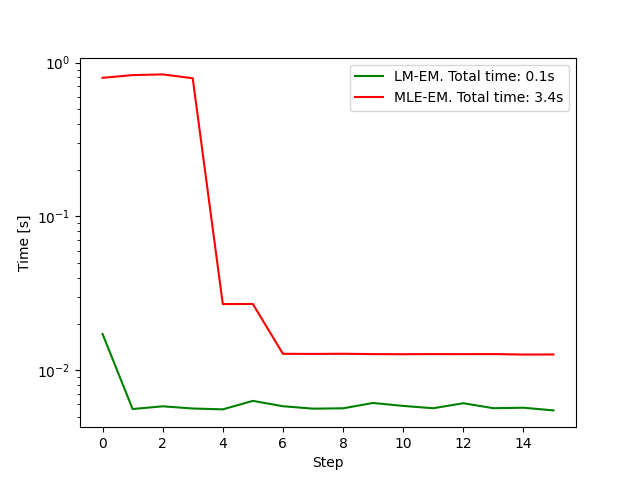 LM-EM. Total time: 0.1s
MLE-EM. Total time: 3.4s
Time [s]
10⁰
10⁻¹
10⁻²
0 2 4 6 8 10 12 14
Step